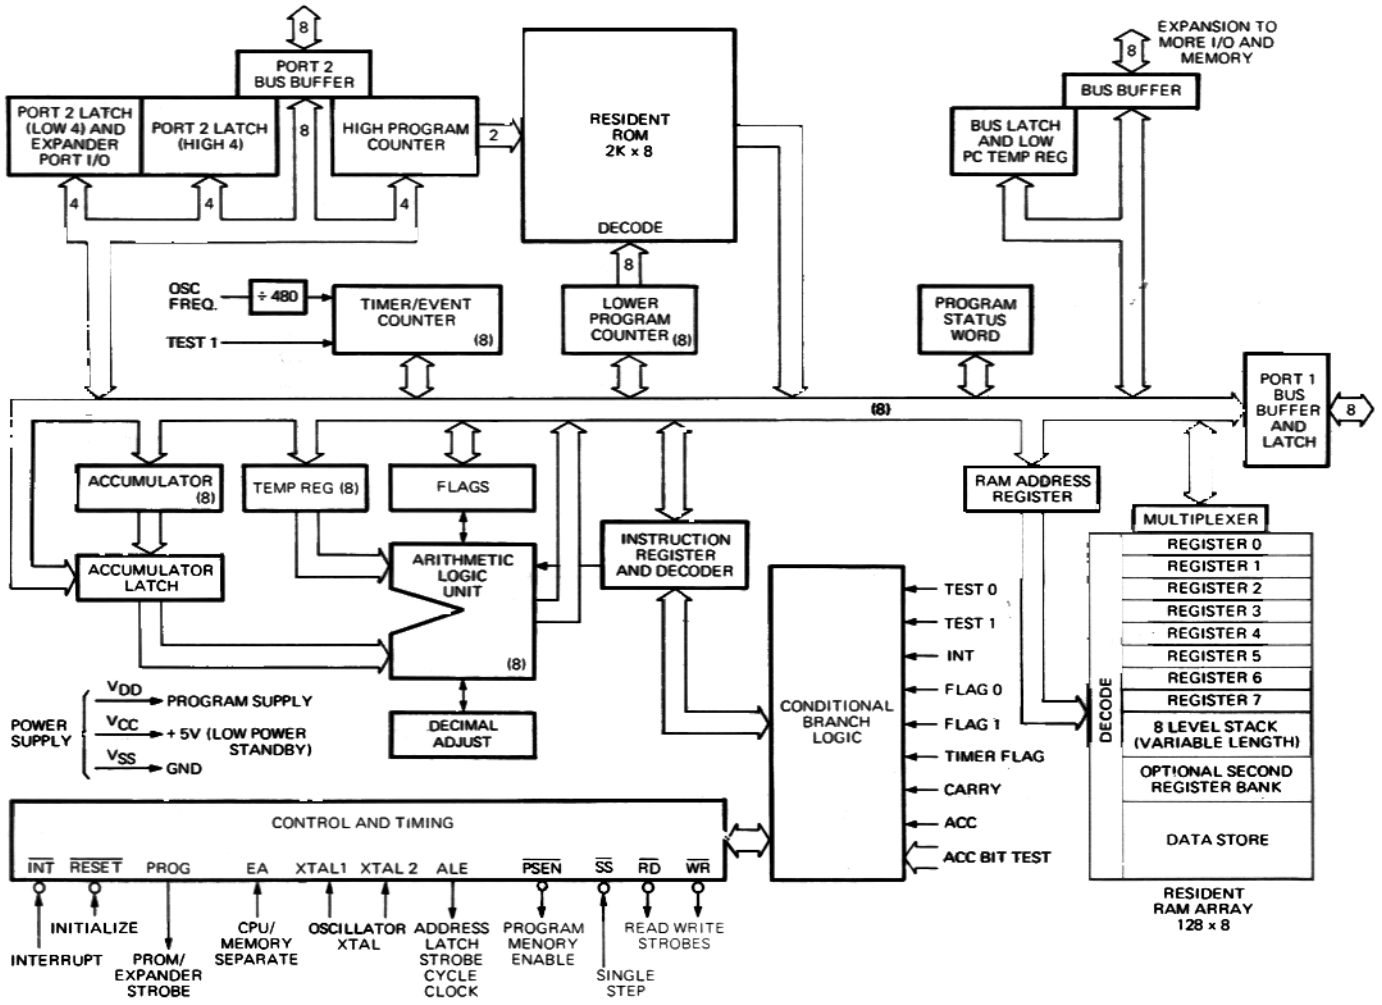 8
EXPANSION TO
MORE I/O AND
MEMORY
8
PORT 2
BUS BUFFER
BUS BUFFER
PORT 2 LATCH
(LOW 4) AND
EXPANDER
PORT I/O
PORT 2 LATCH
(HIGH 4)
8
HIGH PROGRAM
COUNTER
2
RESIDENT
ROM
2K x 8
DECODE
BUS LATCH
AND LOW
PC TEMP REG
4
4
4
8
OSC
FREQ.
÷ 480
TEST 1
TIMER/EVENT
COUNTER
(8)
LOWER
PROGRAM
COUNTER
(8)
PROGRAM
STATUS
WORD
PORT 1
BUS
BUFFER
AND
LATCH
8
(8)
ACCUMULATOR
(8)
TEMP REG (8)
FLAGS
RAM ADDRESS
REGISTER
MULTIPLEXER
ACCUMULATOR
LATCH
ARITHMETIC
LOGIC
UNIT
(8)
INSTRUCTION
REGISTER
AND DECODER
DECIMAL
ADJUST
CONDITIONAL
BRANCH
LOGIC
TEST 0
TEST 1
INT
FLAG 0
FLAG 1
TIMER FLAG
CARRY
ACC
ACC BIT TEST
DECODE
REGISTER 0
REGISTER 1
REGISTER 2
REGISTER 3
REGISTER 4
REGISTER 5
REGISTER 6
REGISTER 7
8 LEVEL STACK
(VARIABLE LENGTH)
OPTIONAL SECOND
REGISTER BANK
DATA STORE
RESIDENT
RAM ARRAY
128 x 8
POWER
SUPPLY
VDD
PROGRAM SUPPLY
VCC
+ 5V (LOW POWER
STANDBY)
VSS
GND
CONTROL AND TIMING
INT RESET PROG EA XTAL1 XTAL 2 ALE PSEN SS RD WR
INTERRUPT
INITIALIZE
PROM/
EXPANDER
STROBE
CPU/
MEMORY
SEPARATE
OSCILLATOR
XTAL
ADDRESS
LATCH
STROBE
CYCLE
CLOCK
PROGRAM
MENORY
ENABLE
SINGLE
STEP
READ WRITE
STROBES